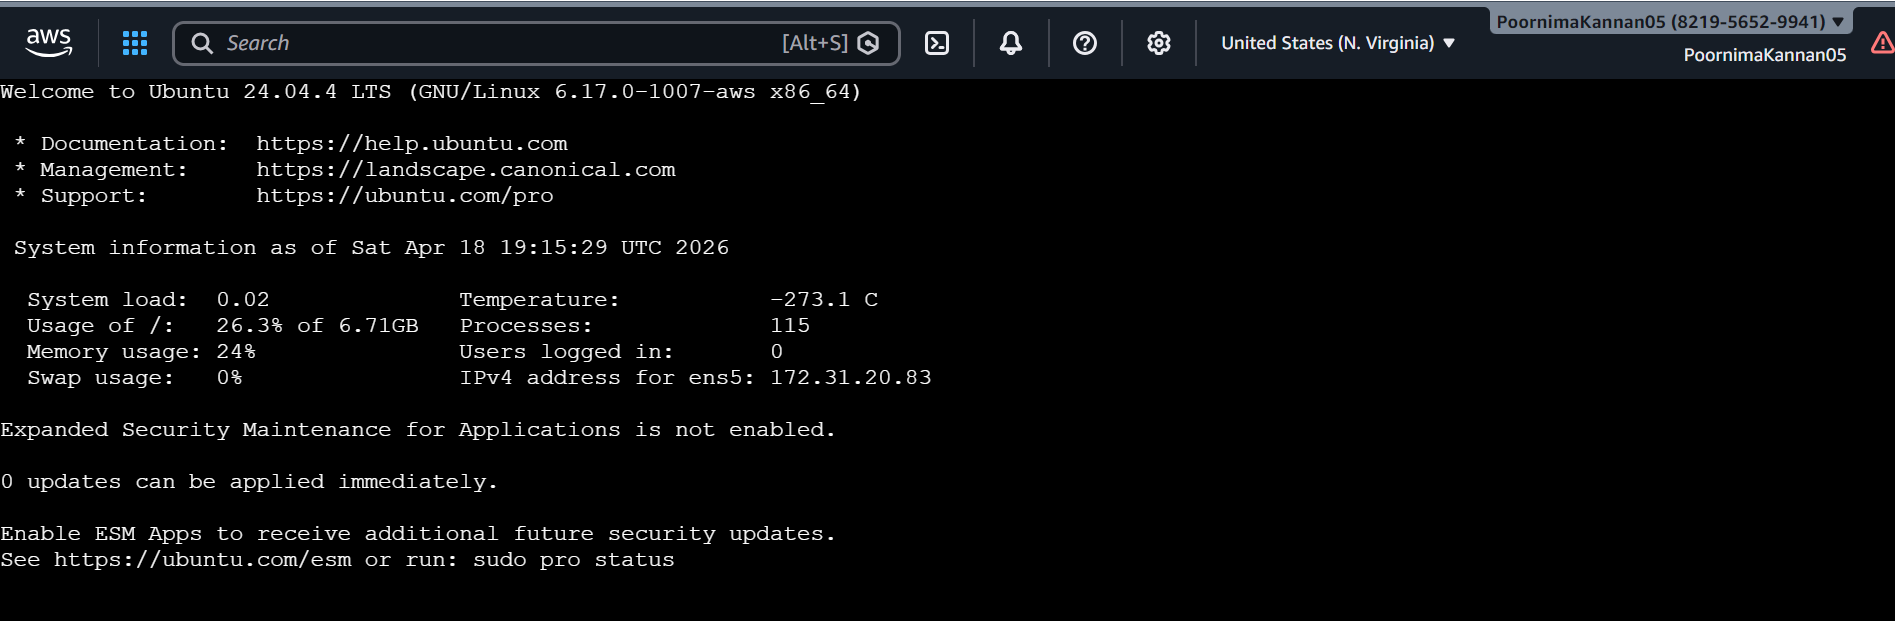 aws
Search [Alt+S]
United States (N. Virginia)
PoornimaKannan05 (8219-5652-9941)
PoornimaKannan05
Welcome to Ubuntu 24.04.4 LTS (GNU/Linux 6.17.0-1007-aws x86_64)
* Documentation: https://help.ubuntu.com
* Management: https://landscape.canonical.com
* Support: https://ubuntu.com/pro
System information as of Sat Apr 18 19:15:29 UTC 2026
System load: 0.02 Temperature: -273.1 C
Usage of /: 26.3% of 6.71GB Processes: 115
Memory usage: 24% Users logged in: 0
Swap usage: 0% IPv4 address for ens5: 172.31.20.83
Expanded Security Maintenance for Applications is not enabled.
0 updates can be applied immediately.
Enable ESM Apps to receive additional future security updates.
See https://ubuntu.com/esm or run: sudo pro status